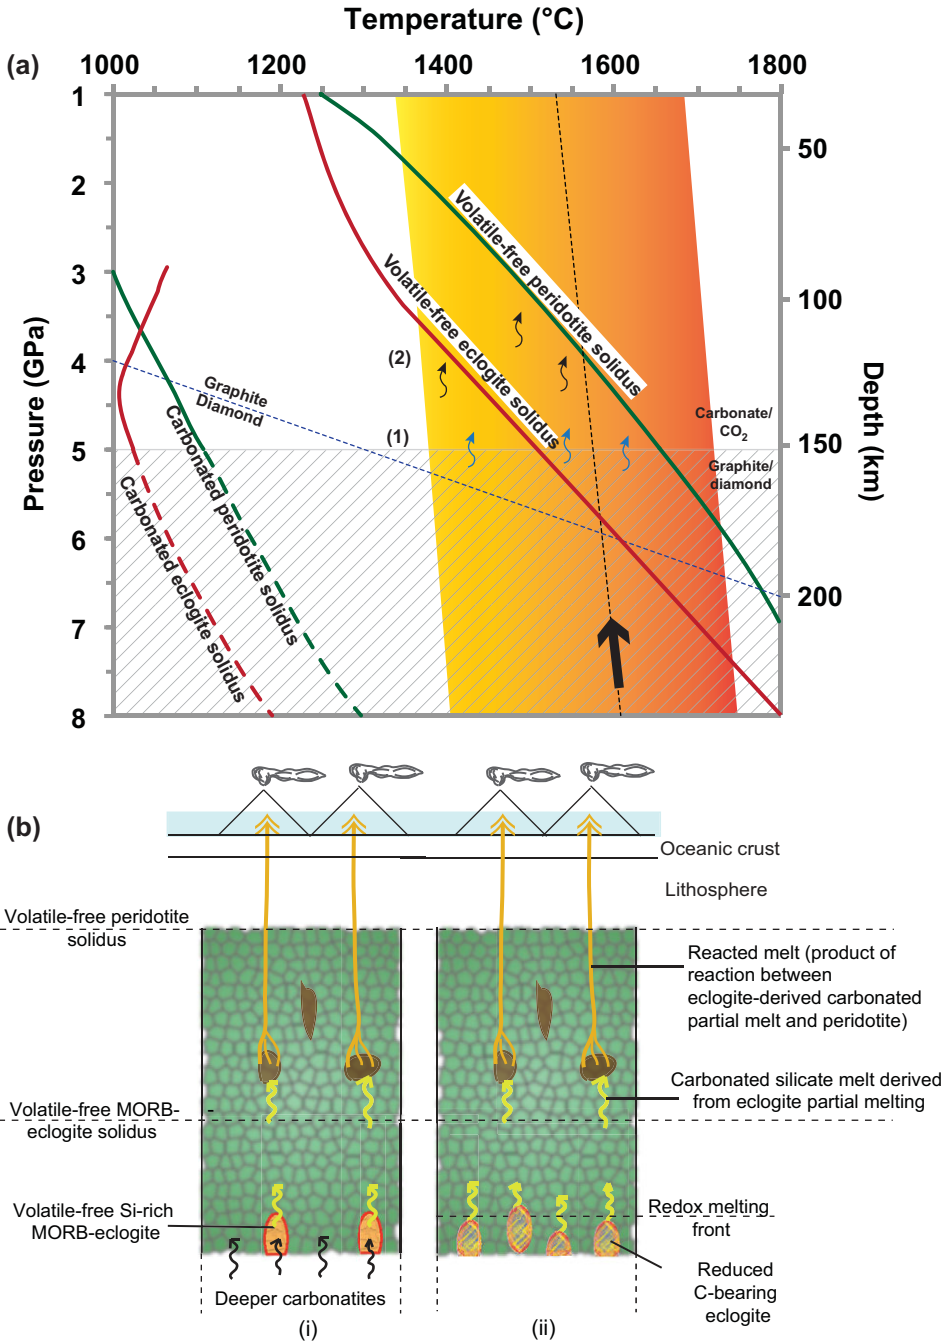 Temperature (°C)
(a)
1000 1200 1400 1600 1800
1
2
3
4
5
6
7
8
Pressure (GPa)
50
100
150
200
Depth (km)
Volatile-free peridotite solidus
Volatile-free eclogite solidus
(2)
(1)
Graphite
Diamond
Carbonated peridotite solidus
Carbonated eclogite solidus
Carbonate/
CO2
Graphite/
diamond
(b)
Oceanic crust
Lithosphere
Volatile-free peridotite
solidus
Reacted melt (product of
reaction between
eclogite-derived carbonated
partial melt and peridotite)
Carbonated silicate melt derived
from eclogite partial melting
Volatile-free MORB-
eclogite solidus
Volatile-free Si-rich
MORB-eclogite
Redox melting
front
Reduced
C-bearing
eclogite
Deeper carbonatites
(i)
(ii)